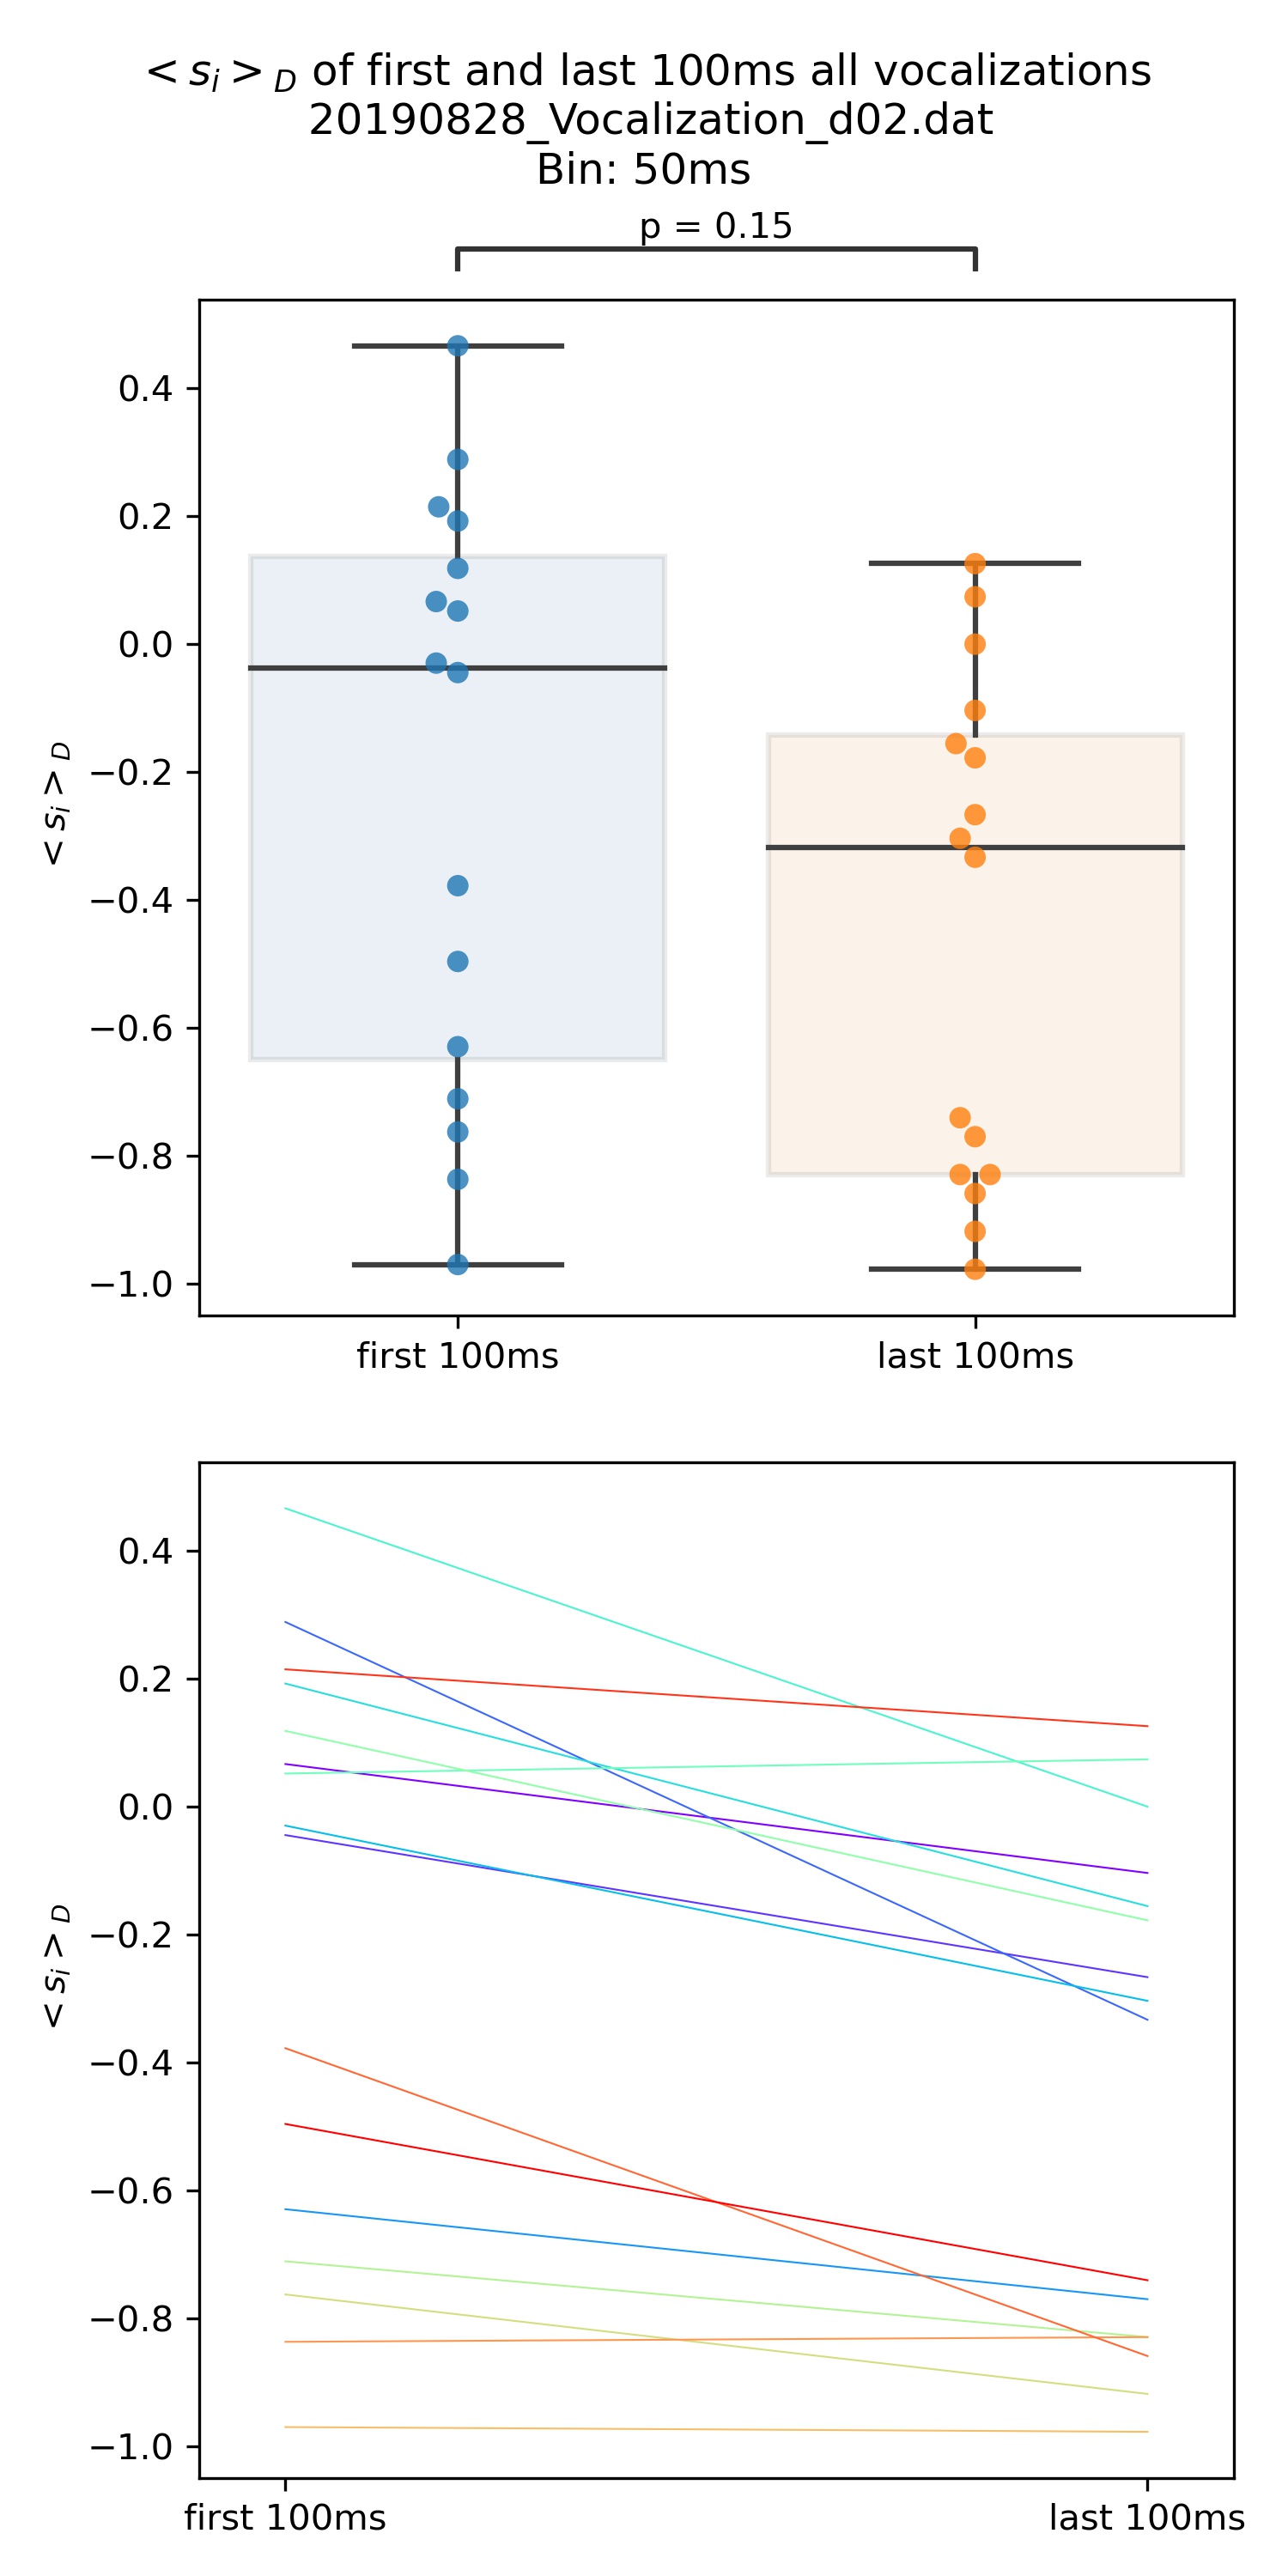 < s_i >_D of first and last 100ms all vocalizations
20190828_Vocalization_d02.dat
Bin: 50ms
p = 0.15
0.4
0.2
0.0
−0.2
−0.4
−0.6
−0.8
−1.0
< s_i >_D
first 100ms
last 100ms
0.4
0.2
0.0
−0.2
−0.4
−0.6
−0.8
−1.0
< s_i >_D
first 100ms
last 100ms